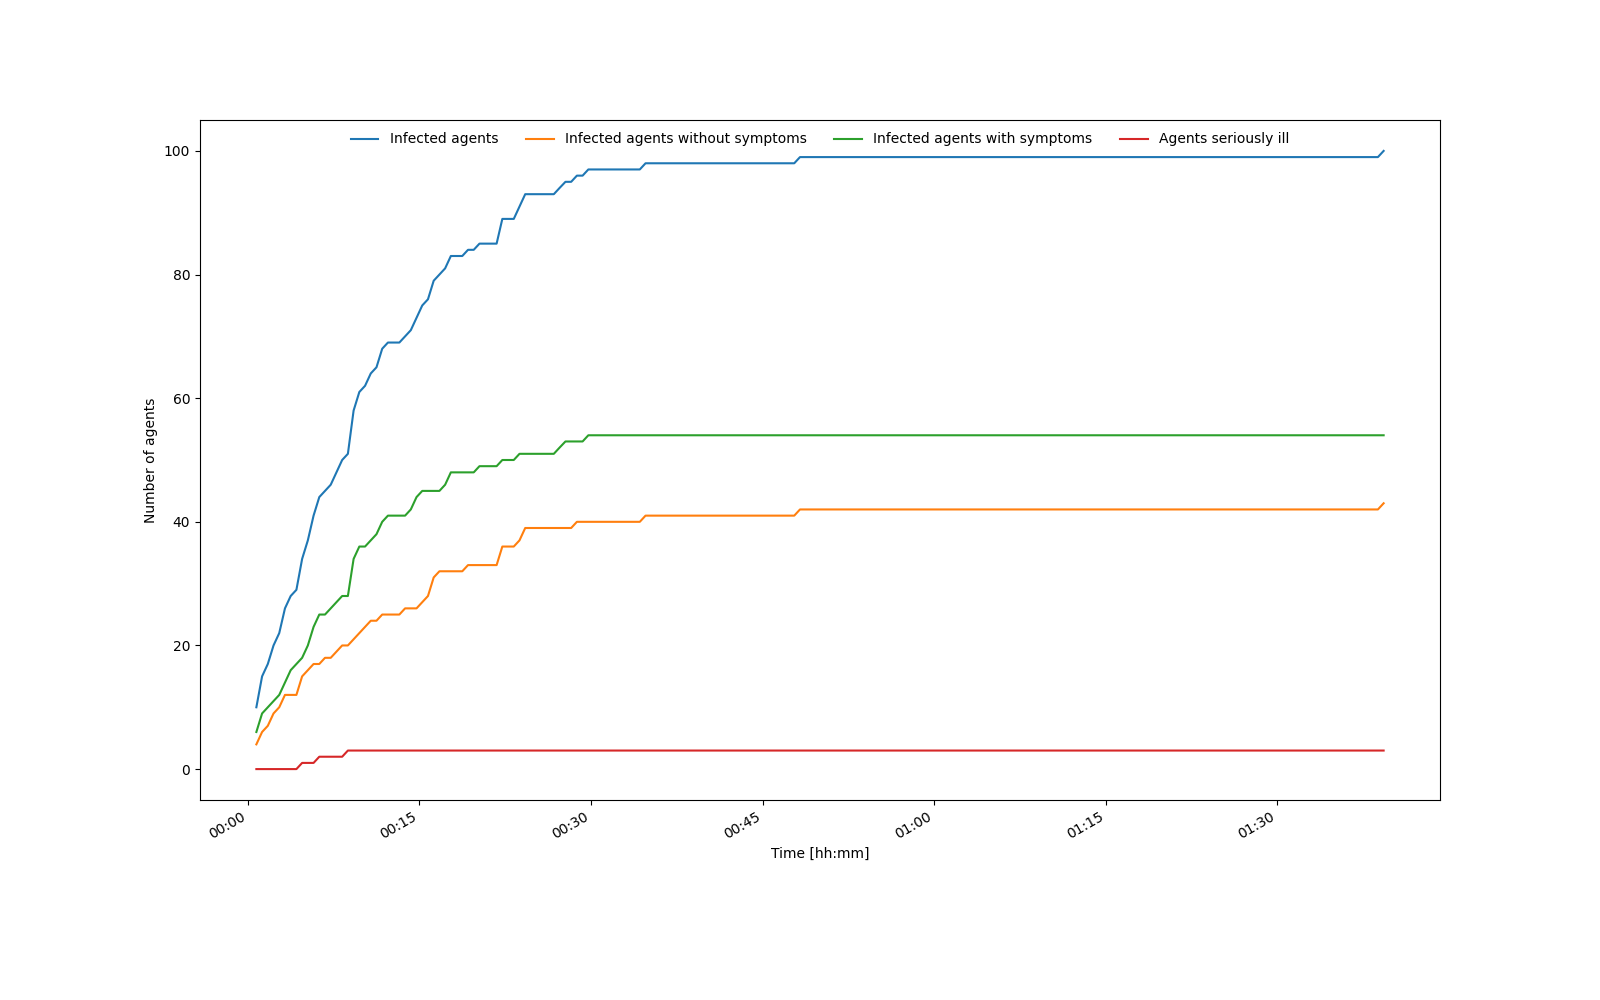 Infected agents Infected agents without symptoms Infected agents with symptoms Agents seriously ill
100
80
60
40
20
0
Number of agents
00:00 00:15 00:30 00:45 01:00 01:15 01:30
Time [hh:mm]